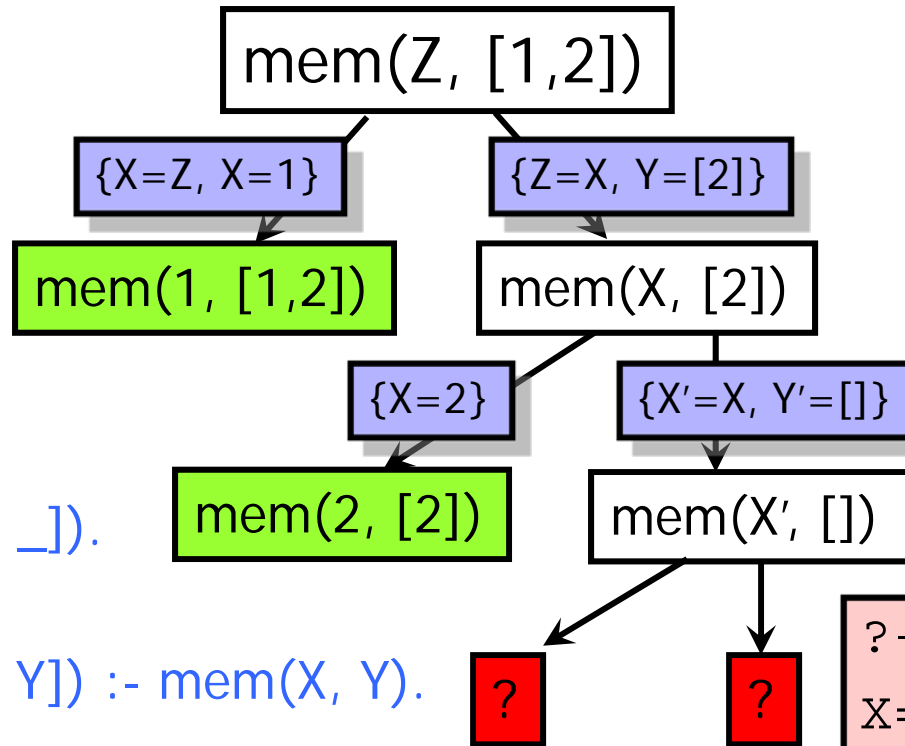 mem(Z, [1,2])
{X=Z, X=1}
{Z=X, Y=[2]}
mem(1, [1,2])
mem(X, [2])
{X=2}
{X'=X, Y'=[]}
_]).
mem(2, [2])
mem(X', [])
Y]) :- mem(X, Y).
?
?
?-
X=